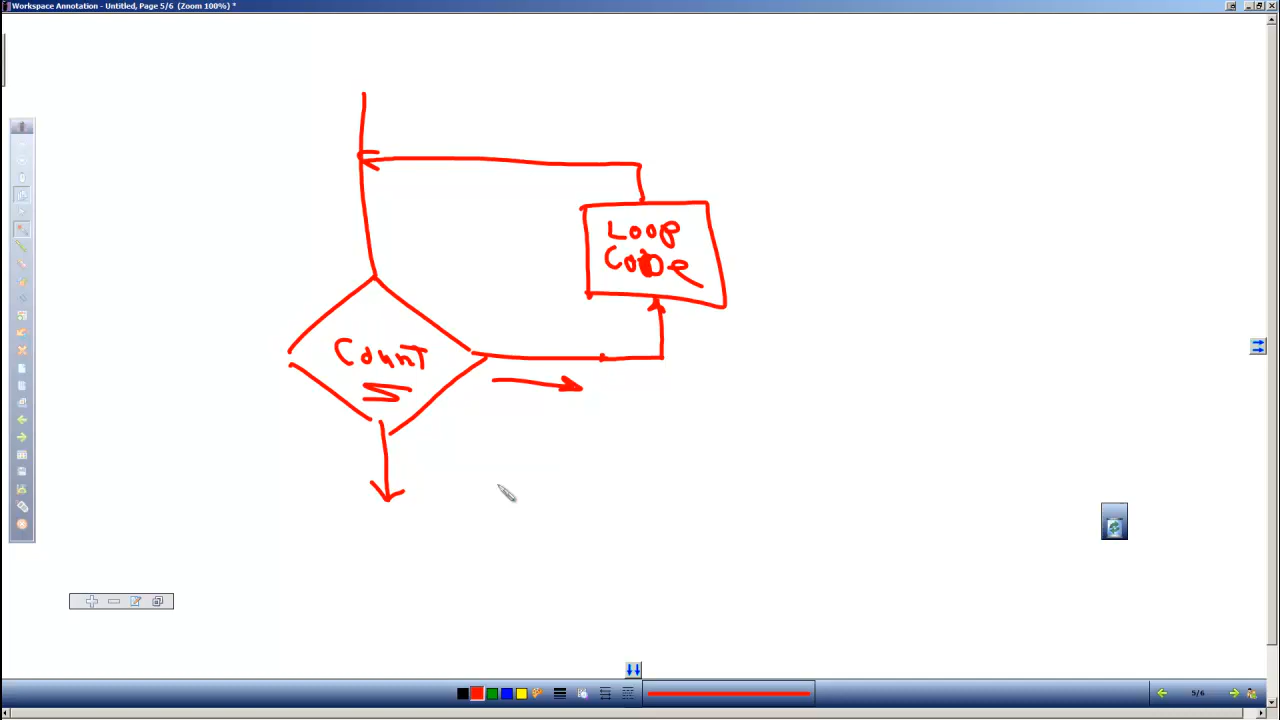 Workspace Annotation - Untitled, Page 5/6 (Zoom 100%) *
Loop
Code
Count
5/6